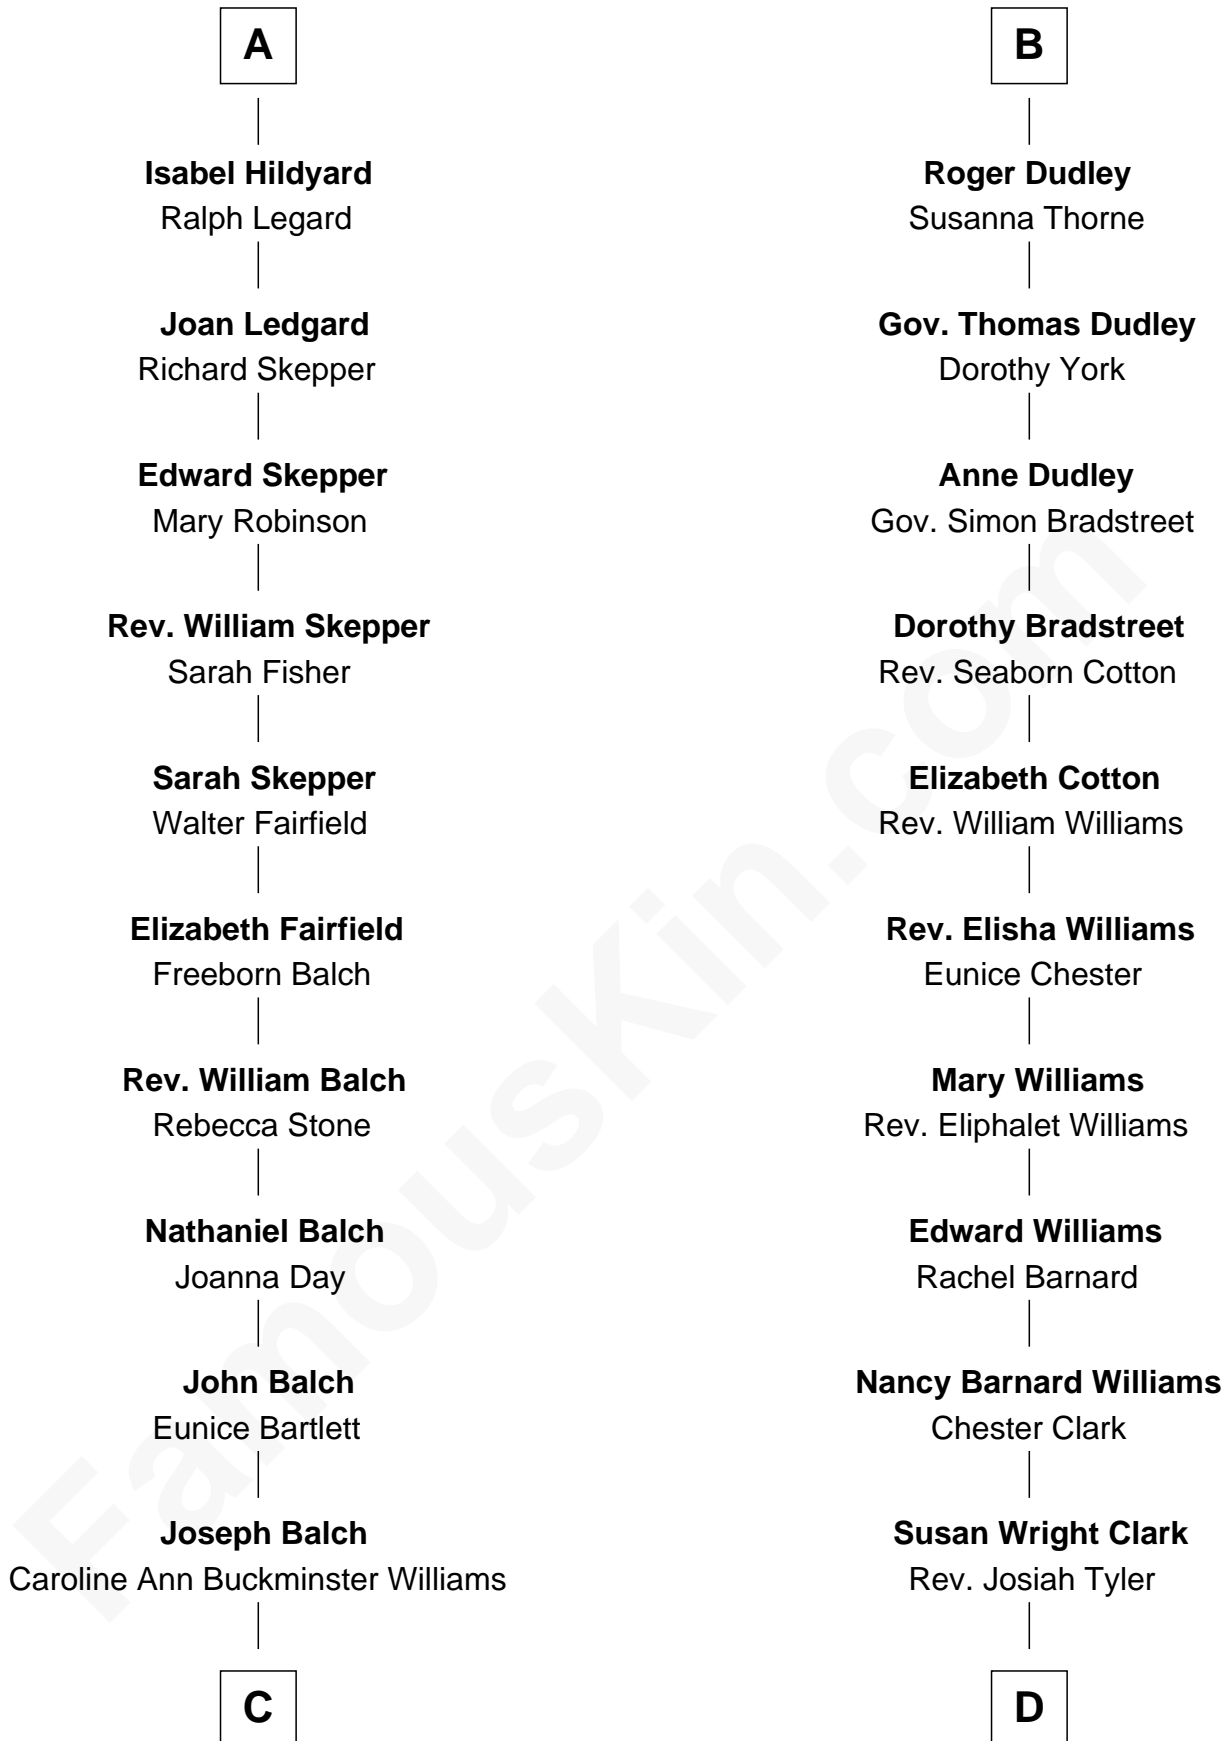 A
Isabel Hildyard
Ralph Legard
Joan Ledgard
Richard Skepper
Edward Skepper
Mary Robinson
Rev. William Skepper
Sarah Fisher
Sarah Skepper
Walter Fairfield
Elizabeth Fairfield
Freeborn Balch
Rev. William Balch
Rebecca Stone
Nathaniel Balch
Joanna Day
John Balch
Eunice Bartlett
Joseph Balch
Caroline Ann Buckminster Williams
C
B
Roger Dudley
Susanna Thorne
Gov. Thomas Dudley
Dorothy York
Anne Dudley
Gov. Simon Bradstreet
Dorothy Bradstreet
Rev. Seaborn Cotton
Elizabeth Cotton
Rev. William Williams
Rev. Elisha Williams
Eunice Chester
Mary Williams
Rev. Eliphalet Williams
Edward Williams
Rachel Barnard
Nancy Barnard Williams
Chester Clark
Susan Wright Clark
Rev. Josiah Tyler
D
FamousKin.com